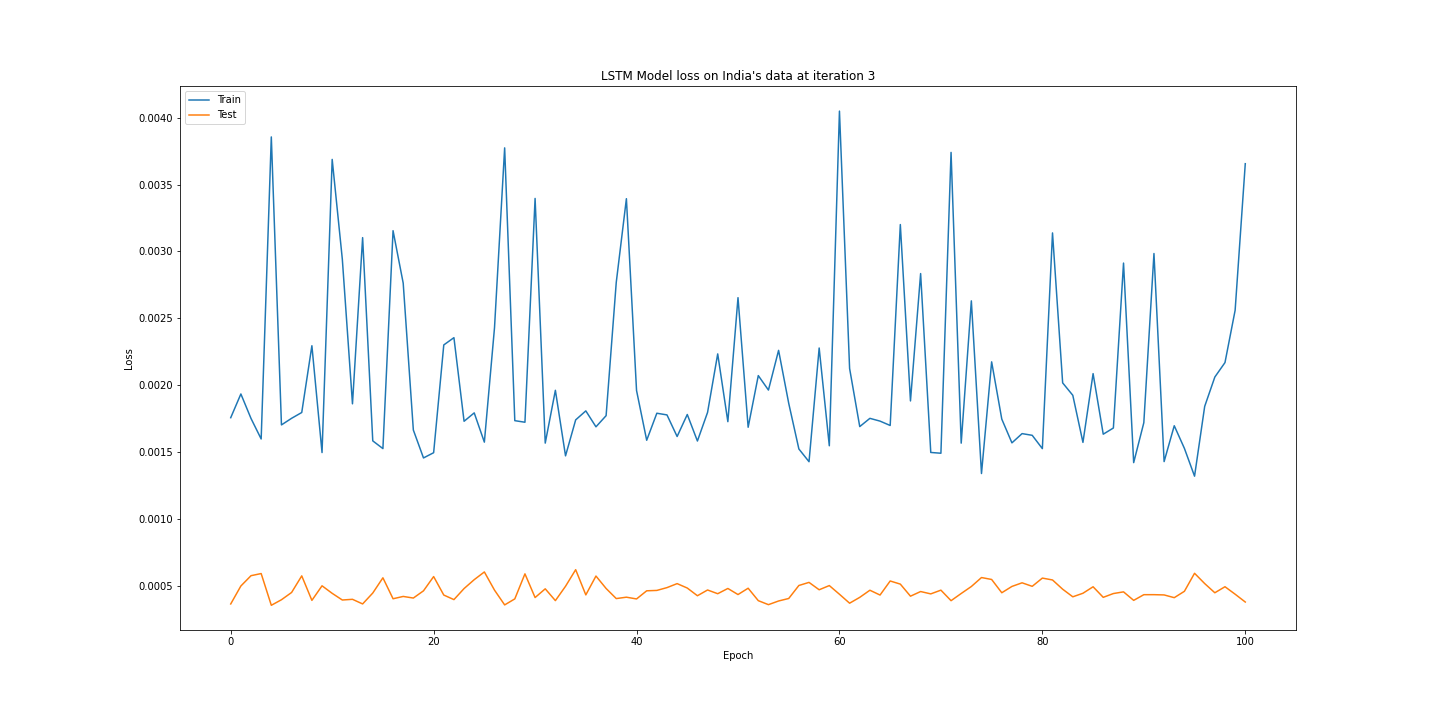 LSTM Model loss on India's data at iteration 3
Train
Test
0.0040
0.0035
0.0030
0.0025
0.0020
0.0015
0.0010
0.0005
Loss
0 20 40 60 80 100
Epoch